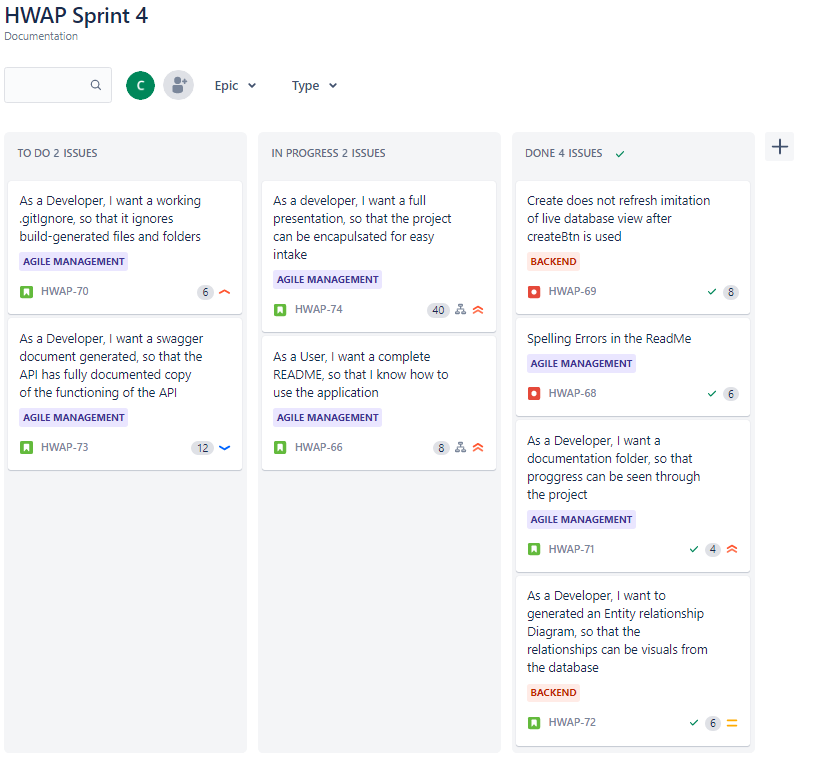 HWAP Sprint 4
Documentation
C
Epic
Type
TO DO 2 ISSUES
As a Developer, I want a working
.gitIgnore, so that it ignores
build-generated files and folders
AGILE MANAGEMENT
HWAP-70
6
As a Developer, I want a swagger
document generated, so that the
API has fully documented copy
of the functioning of the API
AGILE MANAGEMENT
HWAP-73
12
IN PROGRESS 2 ISSUES
As a developer, I want a full
presentation, so that the project
can be encapulsated for easy
intake
AGILE MANAGEMENT
HWAP-74
40
As a User, I want a complete
README, so that I know how to
use the application
AGILE MANAGEMENT
HWAP-66
8
DONE 4 ISSUES
Create does not refresh imitation
of live database view after
createBtn is used
BACKEND
HWAP-69
8
Spelling Errors in the ReadMe
AGILE MANAGEMENT
HWAP-68
6
As a Developer, I want a
documentation folder, so that
proggress can be seen through
the project
AGILE MANAGEMENT
HWAP-71
4
As a Developer, I want to
generated an Entity relationship
Diagram, so that the
relationships can be visuals from
the database
BACKEND
HWAP-72
6